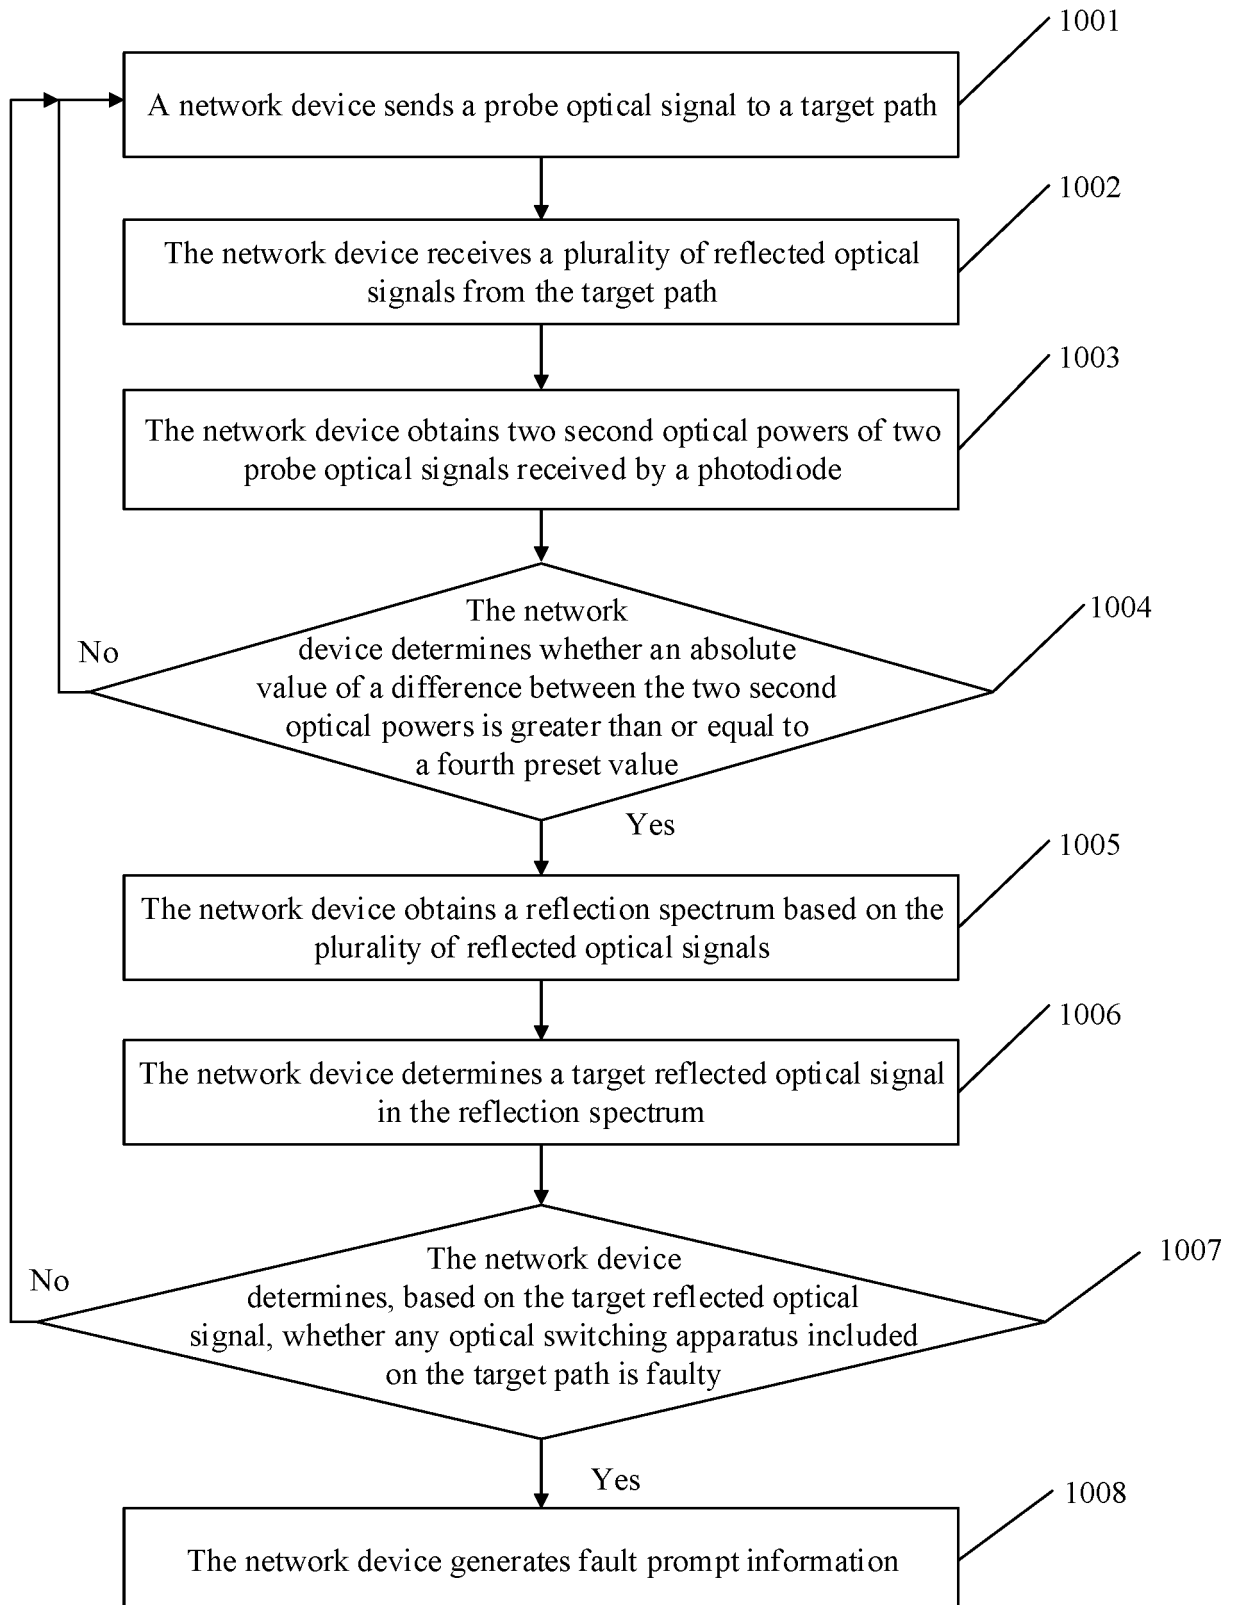 1001
A network device sends a probe optical signal to a target path
1002
The network device receives a plurality of reflected optical
signals from the target path
1003
The network device obtains two second optical powers of two
probe optical signals received by a photodiode
1004
The network
device determines whether an absolute
value of a difference between the two second
optical powers is greater than or equal to
a fourth preset value
No
Yes
1005
The network device obtains a reflection spectrum based on the
plurality of reflected optical signals
1006
The network device determines a target reflected optical signal
in the reflection spectrum
1007
The network device
determines, based on the target reflected optical
signal, whether any optical switching apparatus included
on the target path is faulty
No
Yes
1008
The network device generates fault prompt information